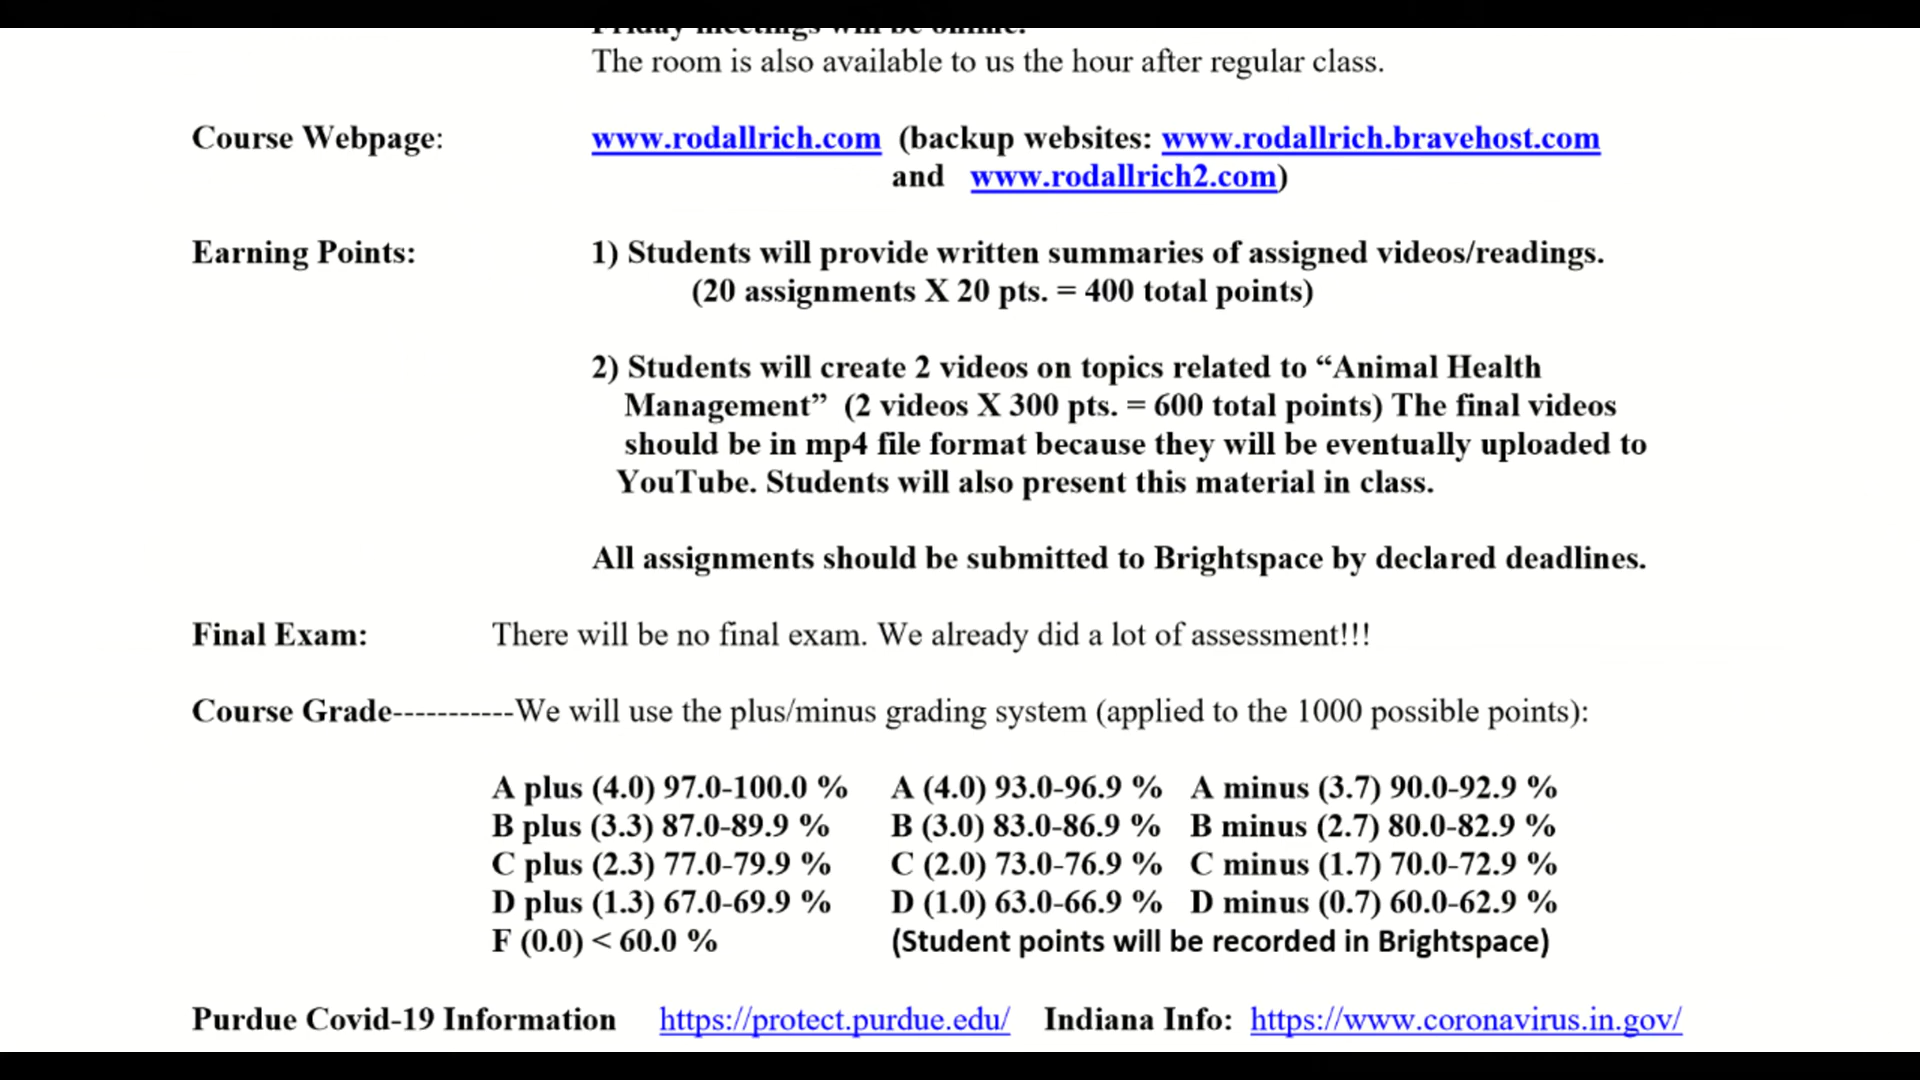 Friday meetings will be online.
The room is also available to us the hour after regular class.
Course Webpage: www.rodallrich.com (backup websites: www.rodallrich.bravehost.com
and www.rodallrich2.com)
Earning Points: 1) Students will provide written summaries of assigned videos/readings.
(20 assignments X 20 pts. = 400 total points)
2) Students will create 2 videos on topics related to “Animal Health
Management” (2 videos X 300 pts. = 600 total points) The final videos
should be in mp4 file format because they will be eventually uploaded to
YouTube. Students will also present this material in class.
All assignments should be submitted to Brightspace by declared deadlines.
Final Exam: There will be no final exam. We already did a lot of assessment!!!
Course Grade-----------We will use the plus/minus grading system (applied to the 1000 possible points):
A plus (4.0) 97.0-100.0 % A (4.0) 93.0-96.9 % A minus (3.7) 90.0-92.9 %
B plus (3.3) 87.0-89.9 % B (3.0) 83.0-86.9 % B minus (2.7) 80.0-82.9 %
C plus (2.3) 77.0-79.9 % C (2.0) 73.0-76.9 % C minus (1.7) 70.0-72.9 %
D plus (1.3) 67.0-69.9 % D (1.0) 63.0-66.9 % D minus (0.7) 60.0-62.9 %
F (0.0) < 60.0 % (Student points will be recorded in Brightspace)
Purdue Covid-19 Information https://protect.purdue.edu/ Indiana Info: https://www.coronavirus.in.gov/